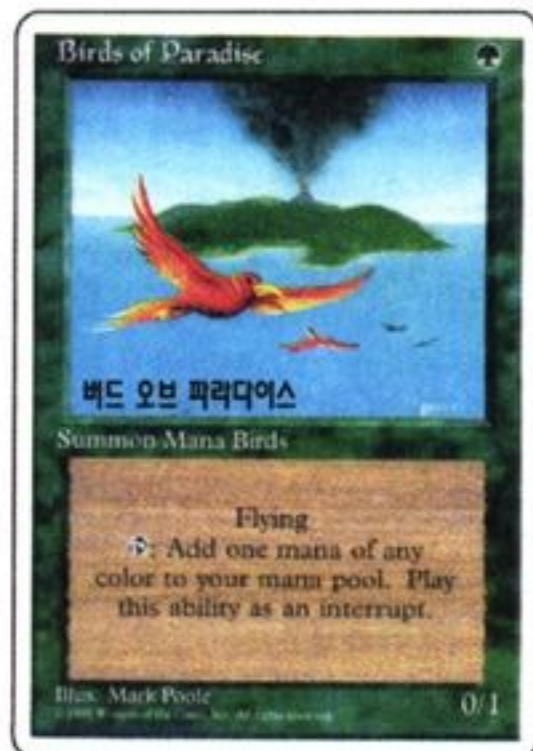 Birds of Paradise
버드 오브 파라다이스
Summon Mana Birds
Flying
: Add one mana of any
color to your mana pool. Play
this ability as an interrupt.
Illus. Mark Poole
0/1